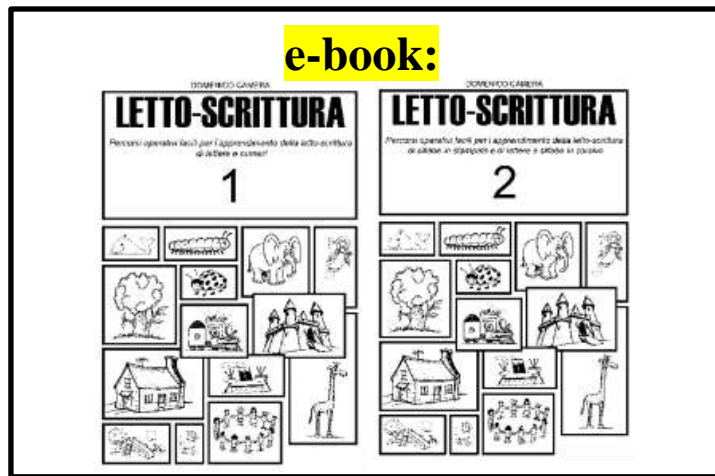 e-book:
DOMENICO CAMERA
LETTO-SCRITTURA
Percorsi operativi facili per l'apprendimento della letto-scrittura
di lettere e numeri
1
DOMENICO CAMERA
LETTO-SCRITTURA
Percorsi operativi facili per l'apprendimento della letto-scrittura
di sillabe in stampato e di lettere e sillabe in corsivo
2